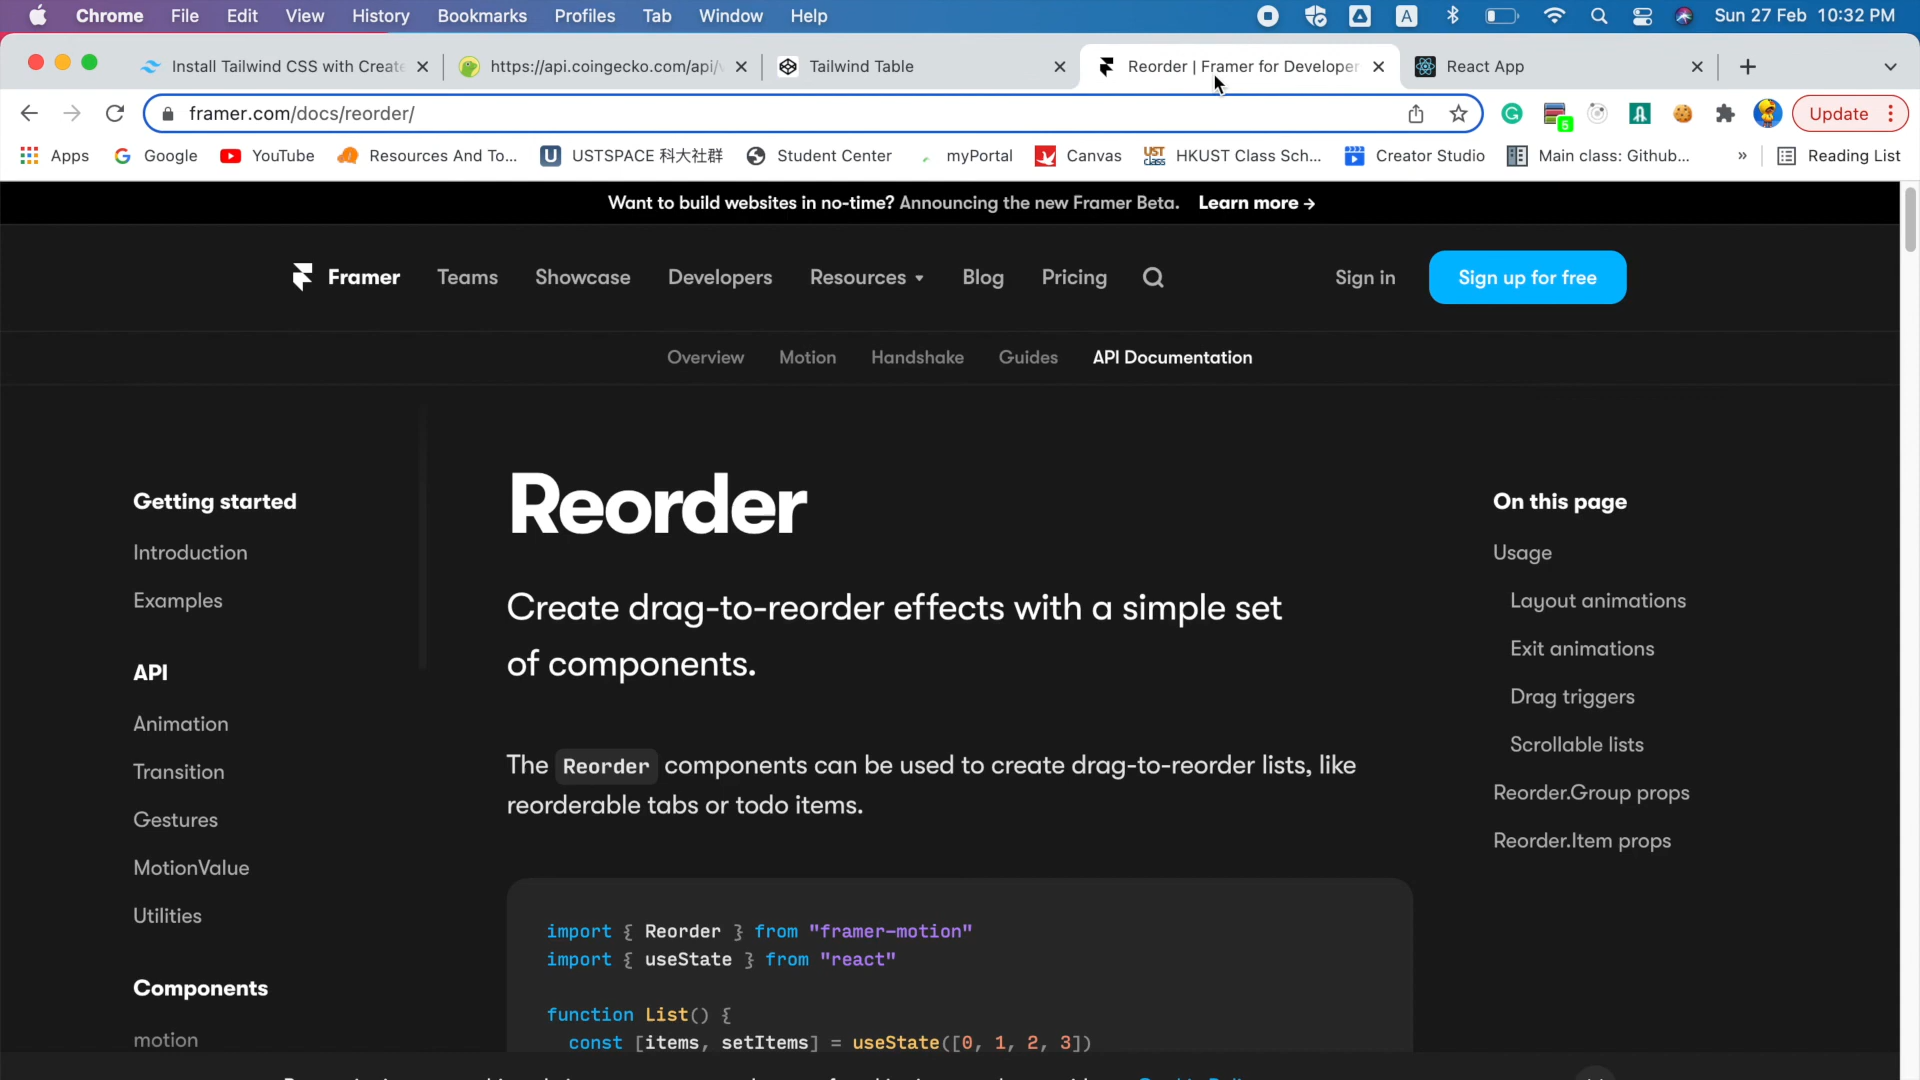 Chrome File Edit View History Bookmarks Profiles Tab Window Help A Sun 27 Feb 10:32 PM
Install Tailwind CSS with Create https://api.coingecko.com/api/v Tailwind Table Reorder | Framer for Developer React App
framer.com/docs/reorder/ 5 Update
Apps Google YouTube Resources And To... USTSPACE 科大社群 Student Center myPortal Canvas HKUST Class Sch... Creator Studio Main class: Github... » Reading List
Want to build websites in no-time? Announcing the new Framer Beta. Learn more →
Framer Teams Showcase Developers Resources Blog Pricing Sign in Sign up for free
Overview Motion Handshake Guides API Documentation
Reorder
Getting started
Introduction
Examples
API
Animation
Transition
Gestures
MotionValue
Utilities
Components
motion
Create drag-to-reorder effects with a simple set
of components.
The Reorder components can be used to create drag-to-reorder lists, like
reorderable tabs or todo items.
import { Reorder } from "framer-motion"
import { useState } from "react"
function List() {
const [items, setItems] = useState([0, 1, 2, 3])
On this page
Usage
Layout animations
Exit animations
Drag triggers
Scrollable lists
Reorder.Group props
Reorder.Item props